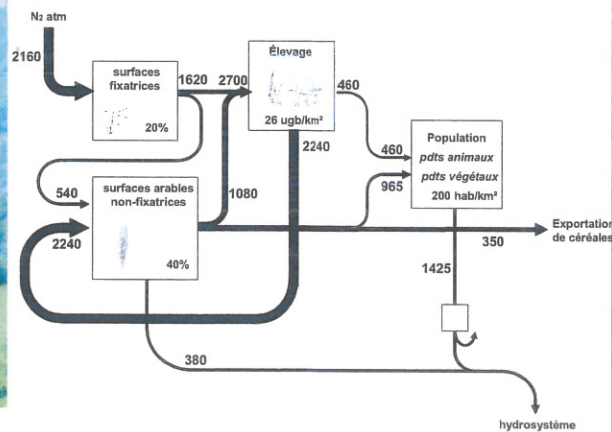 N2 atm
2160
surfaces
fixatrices
20%
1620
2700
Élevage
26 ugb/km²
460
2240
460
Population
pdts animaux
pdts végétaux
200 hab/km²
965
540
surfaces arables
non-fixatrices
40%
1080
2240
350
Exportation
de céréales
1425
380
hydrosystème